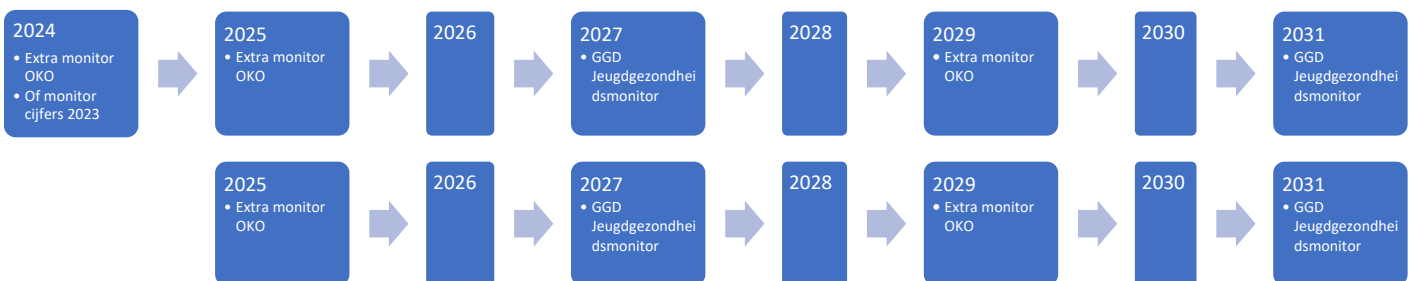 2024
• Extra monitor
OKO
• Of monitor
cijfers 2023
2025
• Extra monitor
OKO
2026
2027
• GGD
Jeugdgezondhei
dsmonitor
2028
2029
• Extra monitor
OKO
2030
2031
• GGD
Jeugdgezondhei
dsmonitor
2025
• Extra monitor
OKO
2026
2027
• GGD
Jeugdgezondhei
dsmonitor
2028
2029
• Extra monitor
OKO
2030
2031
• GGD
Jeugdgezondhei
dsmonitor